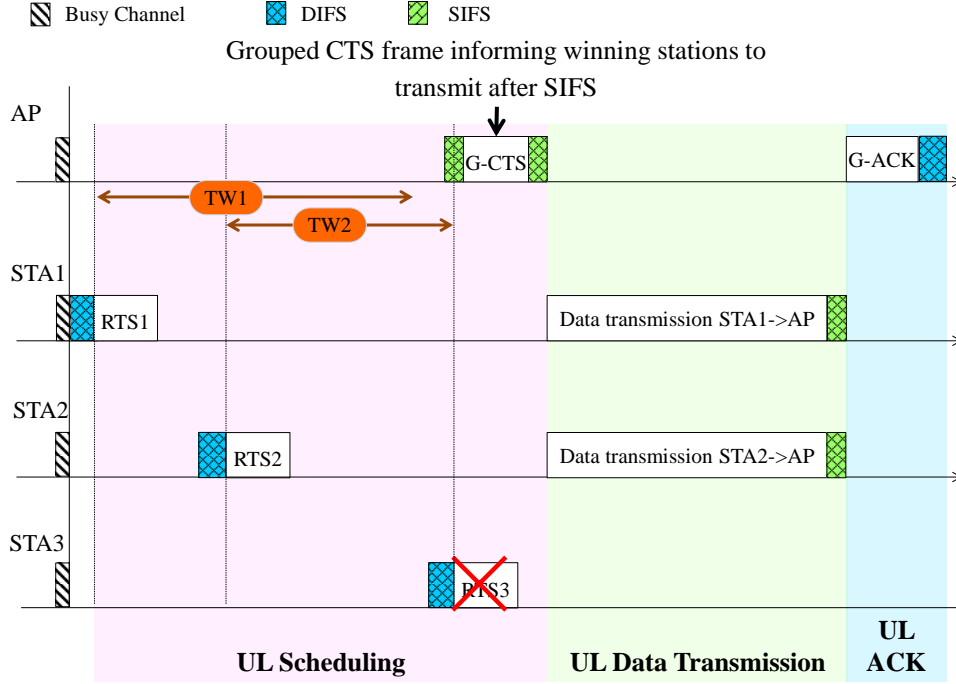 Busy Channel
DIFS
SIFS
Grouped CTS frame informing winning stations to
transmit after SIFS
AP
G-CTS
G-ACK
TW1
TW2
STA1
RTS1
Data transmission STA1->AP
STA2
RTS2
Data transmission STA2->AP
STA3
RTS3
UL Scheduling
UL Data Transmission
UL
ACK